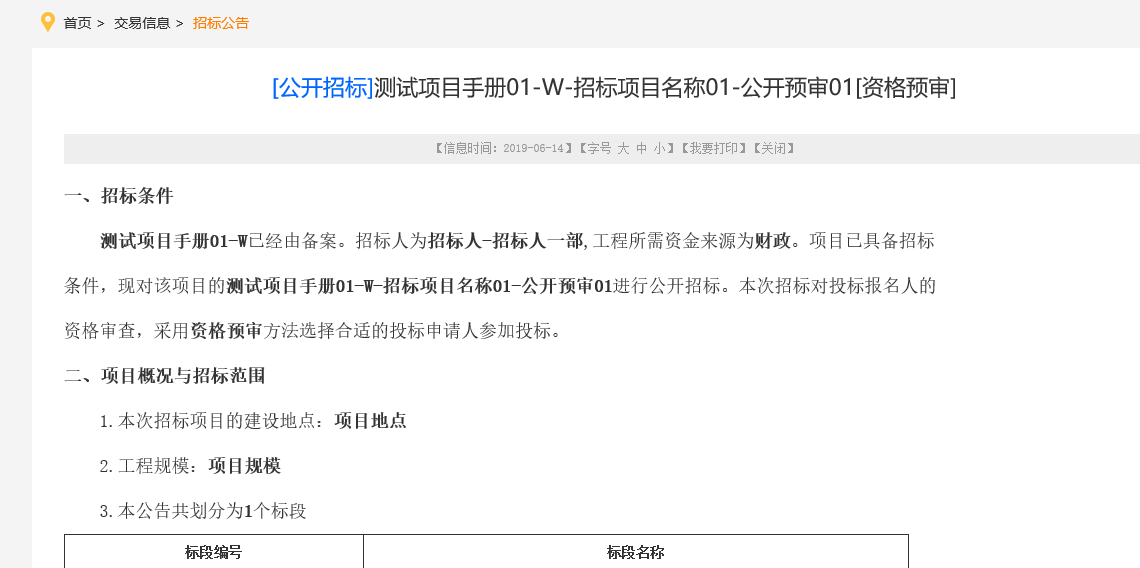 首页 > 交易信息 > 招标公告
[公开招标]测试项目手册01-W-招标项目名称01-公开预审01[资格预审]
【信息时间: 2019-06-14】【字号 大 中 小】【我要打印】【关闭】
一、招标条件
测试项目手册01-W已经由备案。招标人为招标人-招标人一部,工程所需资金来源为财政。项目已具备招标
条件，现对该项目的测试项目手册01-W-招标项目名称01-公开预审01进行公开招标。本次招标对投标报名人的
资格审查，采用资格预审方法选择合适的投标申请人参加投标。
二、项目概况与招标范围
1.本次招标项目的建设地点：项目地点
2.工程规模：项目规模
3.本公告共划分为1个标段
标段编号 标段名称